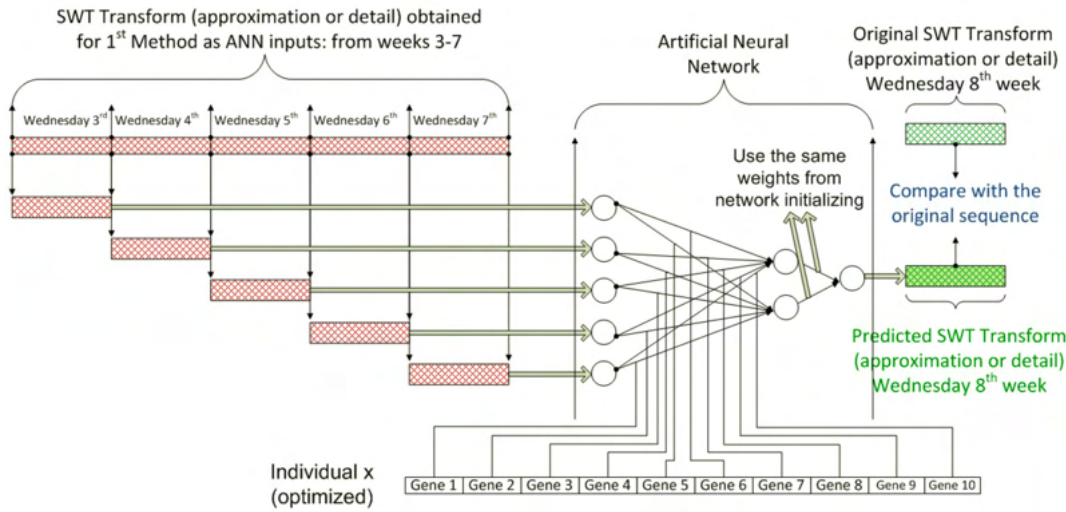 SWT Transform (approximation or detail) obtained
for 1st Method as ANN inputs: from weeks 3-7
Artificial Neural
Network
Original SWT Transform
(approximation or detail)
Wednesday 8th week
Wednesday 3rd Wednesday 4th Wednesday 5th Wednesday 6th Wednesday 7th
Use the same
weights from
network initializing
Compare with the
original sequence
Predicted SWT Transform
(approximation or detail)
Wednesday 8th week
Individual x
(optimized)
Gene 1 Gene 2 Gene 3 Gene 4 Gene 5 Gene 6 Gene 7 Gene 8 Gene 9 Gene 10